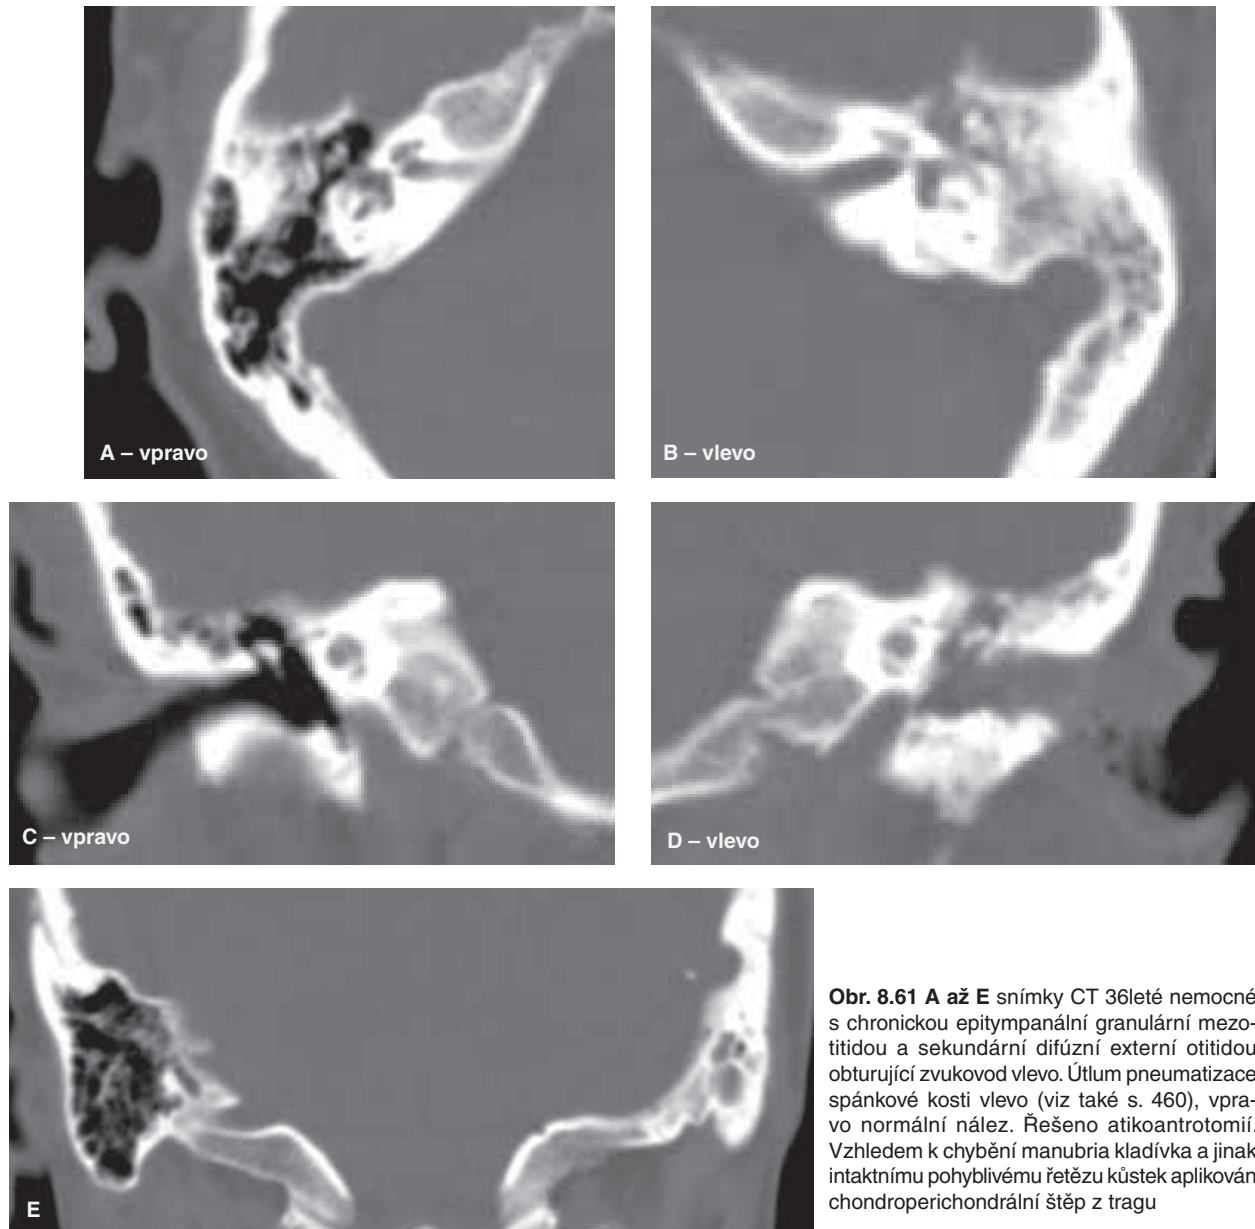 A – vpravo
B – vlevo
C – vpravo
D – vlevo
E
Obr. 8.61 A až E snímky CT 36leté nemocné
s chronickou epitympanální granulární mezo-
titidou a sekundární difúzní externí otitidou
obturující zvukovod vlevo. Útlum pneumatizace
spánkové kosti vlevo (viz také s. 460), vpra-
vo normální nález. Řešeno atikoantrotomií.
Vzhledem k chybění manubria kladívka a jinak
intaktnímu pohyblivému řetězu kůstek aplikován
chondroperichondrální štěp z tragu